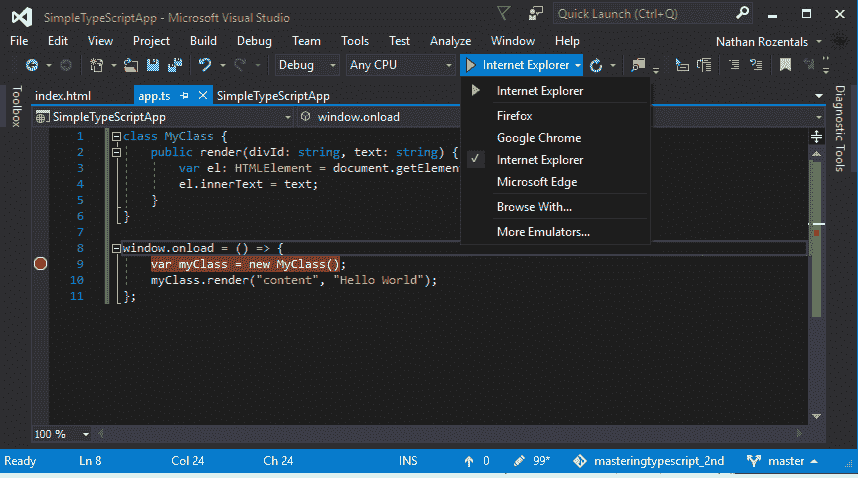 SimpleTypeScriptApp - Microsoft Visual Studio
Quick Launch (Ctrl+Q)
File Edit View Project Build Debug Team Tools Test Analyze Window Help
Nathan Rozentals
Debug Any CPU Internet Explorer
Internet Explorer
Firefox
Google Chrome
Internet Explorer
Microsoft Edge
Browse With...
More Emulators...
Toolbox
Diagnostic Tools
index.html app.ts SimpleTypeScriptApp
SimpleTypeScriptApp window.onload
1 class MyClass {
2 public render(divId: string, text: string) {
3 var el: HTMLElement = document.getElement
4 el.innerText = text;
5 }
6 }
7
8 window.onload = () => {
9 var myClass = new MyClass();
10 myClass.render("content", "Hello World");
11 };
100 %
Ready Ln 8 Col 24 Ch 24 INS 0 99* masteringtypescript_2nd master